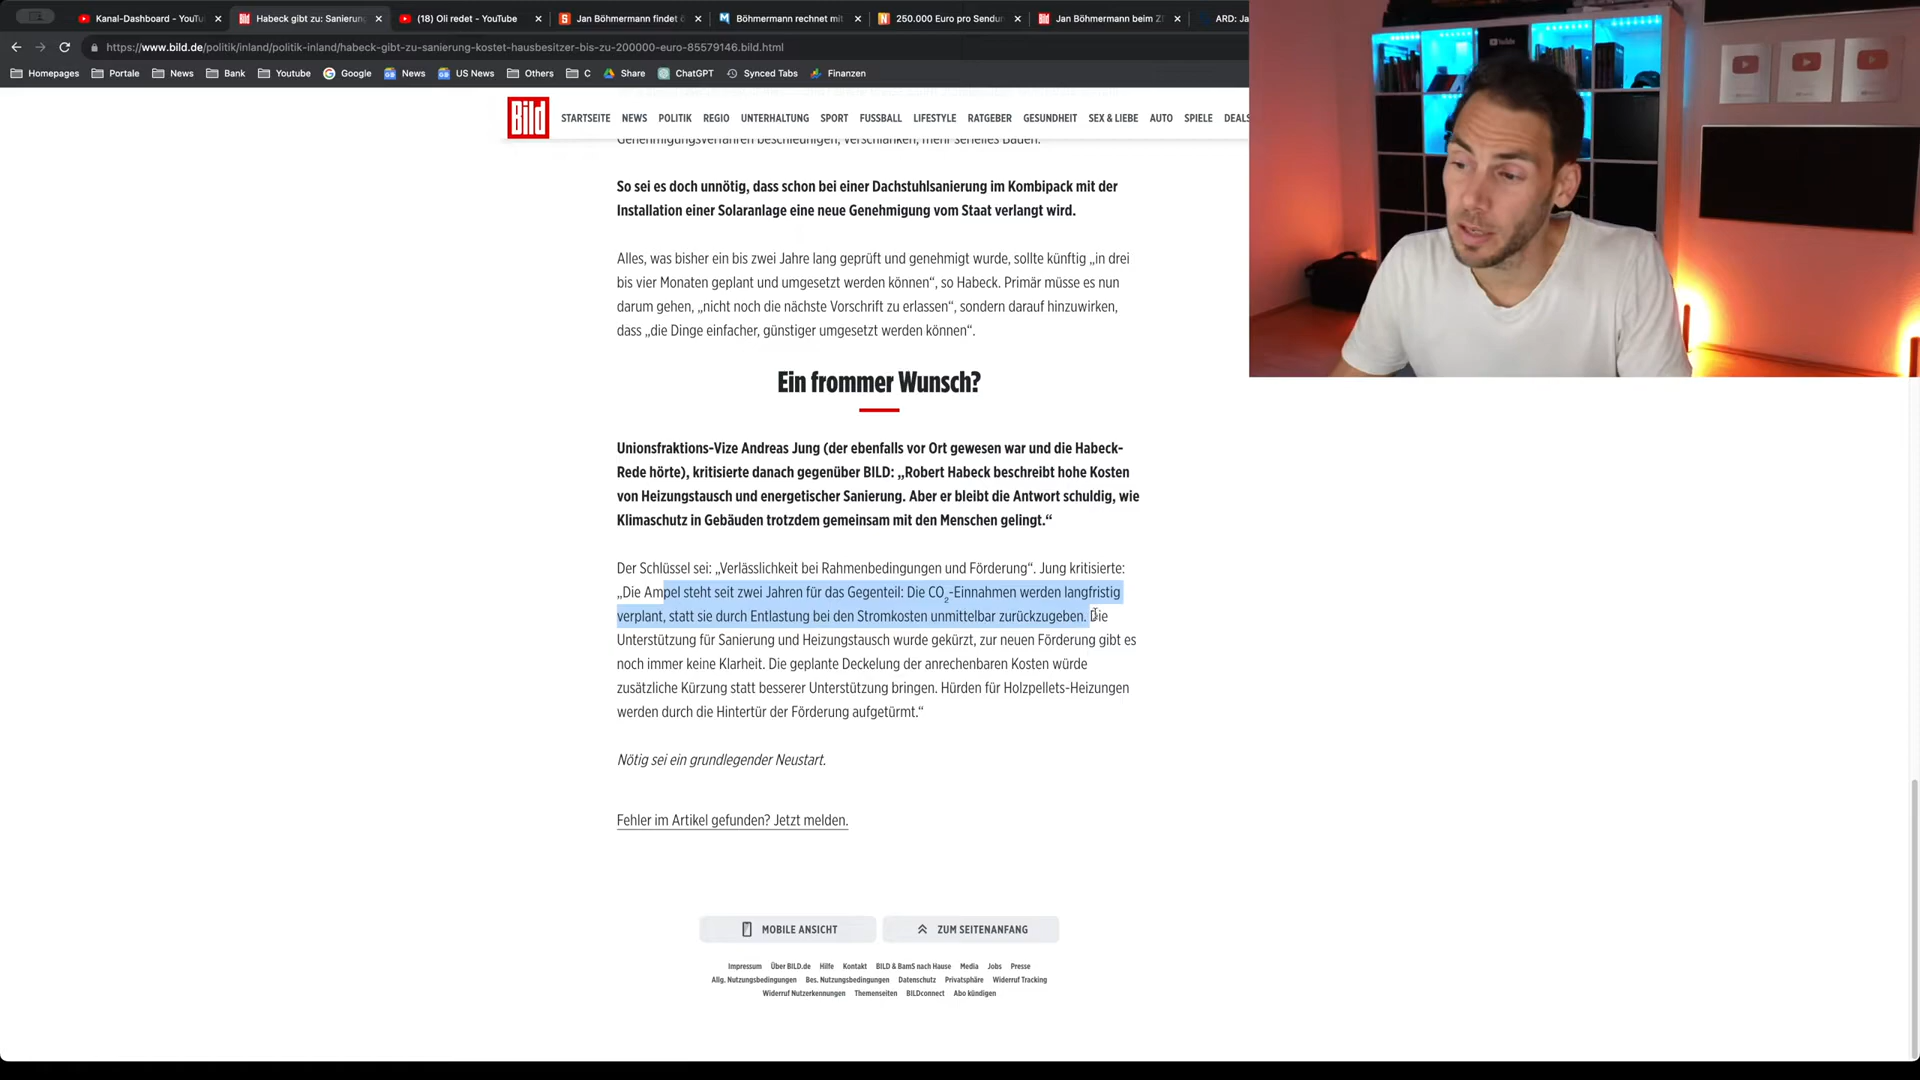 Kanal-Dashboard - YouTu
Habeck gibt zu: Sanierung
(18) Oli redet - YouTube
Jan Böhmermann findet ö
Böhmermann rechnet mit
250.000 Euro pro Sendun
Jan Böhmermann beim Z
ARD: Ja
https://www.bild.de/politik/inland/politik-inland/habeck-gibt-zu-sanierung-kostet-hausbesitzer-bis-zu-200000-euro-85579146.bild.html
Homepages Portale News Bank Youtube Google News US News Others C Share ChatGPT Synced Tabs Finanzen
Bild STARTSEITE NEWS POLITIK REGIO UNTERHALTUNG SPORT FUSSBALL LIFESTYLE RATGEBER GESUNDHEIT SEX & LIEBE AUTO SPIELE DEALS
Genehmigungsverfahren beschleunigen, verschlanken, mehr serielles Bauen.
So sei es doch unnötig, dass schon bei einer Dachstuhlsanierung im Kombipack mit der
Installation einer Solaranlage eine neue Genehmigung vom Staat verlangt wird.
Alles, was bisher ein bis zwei Jahre lang geprüft und genehmigt wurde, sollte künftig „in drei
bis vier Monaten geplant und umgesetzt werden können“, so Habeck. Primär müsse es nun
darum gehen, „nicht noch die nächste Vorschrift zu erlassen“, sondern darauf hinzuwirken,
dass „die Dinge einfacher, günstiger umgesetzt werden können“.
Ein frommer Wunsch?
Unionsfraktions-Vize Andreas Jung (der ebenfalls vor Ort gewesen war und die Habeck-
Rede hörte), kritisierte danach gegenüber BILD: „Robert Habeck beschreibt hohe Kosten
von Heizungstausch und energetischer Sanierung. Aber er bleibt die Antwort schuldig, wie
Klimaschutz in Gebäuden trotzdem gemeinsam mit den Menschen gelingt.“
Der Schlüssel sei: „Verlässlichkeit bei Rahmenbedingungen und Förderung“. Jung kritisierte:
„Die Ampel steht seit zwei Jahren für das Gegenteil: Die CO₂-Einnahmen werden langfristig
verplant, statt sie durch Entlastung bei den Stromkosten unmittelbar zurückzugeben. Die
Unterstützung für Sanierung und Heizungstausch wurde gekürzt, zur neuen Förderung gibt es
noch immer keine Klarheit. Die geplante Deckelung der anrechenbaren Kosten würde
zusätzliche Kürzung statt besserer Unterstützung bringen. Hürden für Holzpellets-Heizungen
werden durch die Hintertür der Förderung aufgetürmt.“
Nötig sei ein grundlegender Neustart.
Fehler im Artikel gefunden? Jetzt melden.
MOBILE ANSICHT ZUM SEITENANFANG
Impressum Über BILD.de Hilfe Kontakt BILD & BamS nach Hause Media Jobs Presse
Allg. Nutzungsbedingungen Bes. Nutzungsbedingungen Datenschutz Privatsphäre Widerruf Tracking
Widerruf Nutzerkennungen Themenseiten BILDconnect Abo kündigen